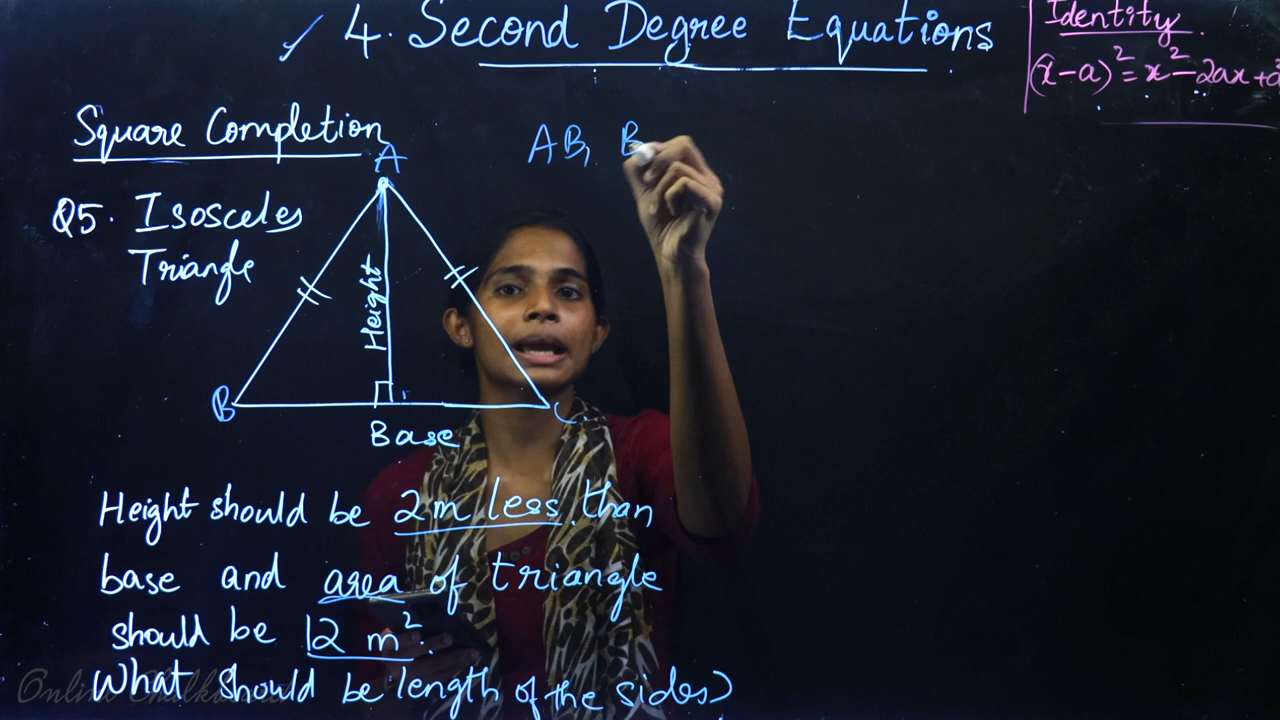 ✓ 4. Second Degree Equations
Identity
(x-a)² = x² - 2ax + a²
Square Completion
Q5. Isosceles
Triangle
A
B
C
Height
Base
AB, B
Height should be 2m less than
base and area of triangle
should be 12 m².
What should be length of the sides?